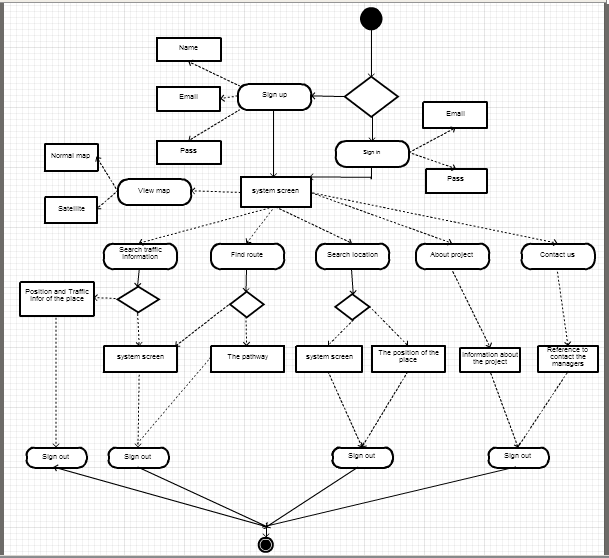 Name
Sign up
Email
Email
Sign in
Pass
Normal map
Pass
View map
system screen
Satellite
Search traffic
information
Find route
Search location
About project
Contact us
Position and Traffic
infor of the place
system screen
The pathway
system screen
The position of the
place
Information about
the project
Reference to
contact the
managers
Sign out
Sign out
Sign out
Sign out